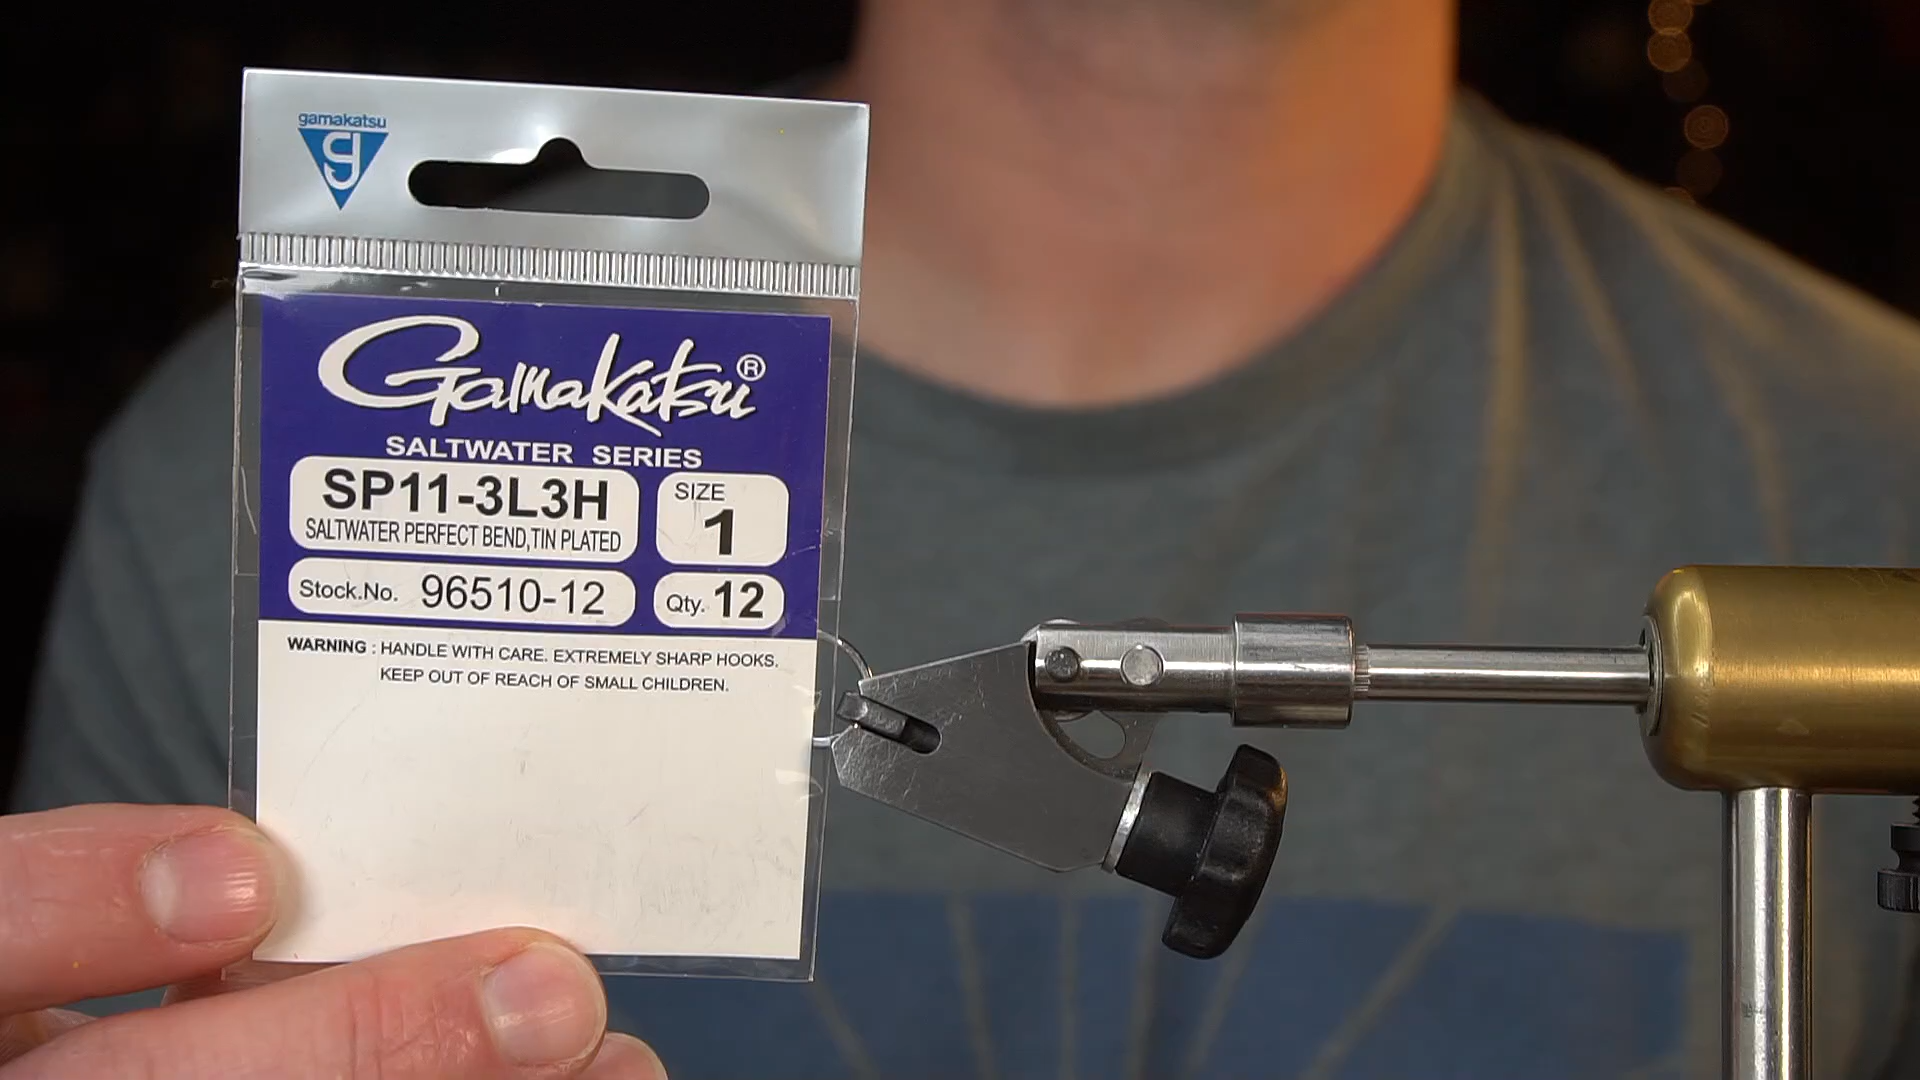 gamakatsu
g
Gamakatsu®
SALTWATER SERIES
SP11-3L3H
SALTWATER PERFECT BEND,TIN PLATED
SIZE
1
Stock.No. 96510-12
Qty. 12
WARNING : HANDLE WITH CARE. EXTREMELY SHARP HOOKS.
KEEP OUT OF REACH OF SMALL CHILDREN.